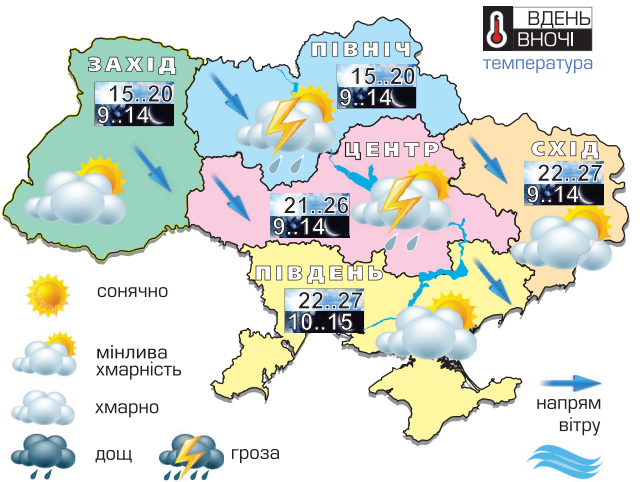 ВДЕНЬ
ВНОЧІ
температура
ПІВНІЧ
15..20
9..14
ЗАХІД
15..20
9..14
ЦЕНТР
21..26
9..14
СХІД
22..27
9..14
ПІВДЕНЬ
22..27
10..15
сонячно
мінлива
хмарність
хмарно
дощ
гроза
напрям
вітру